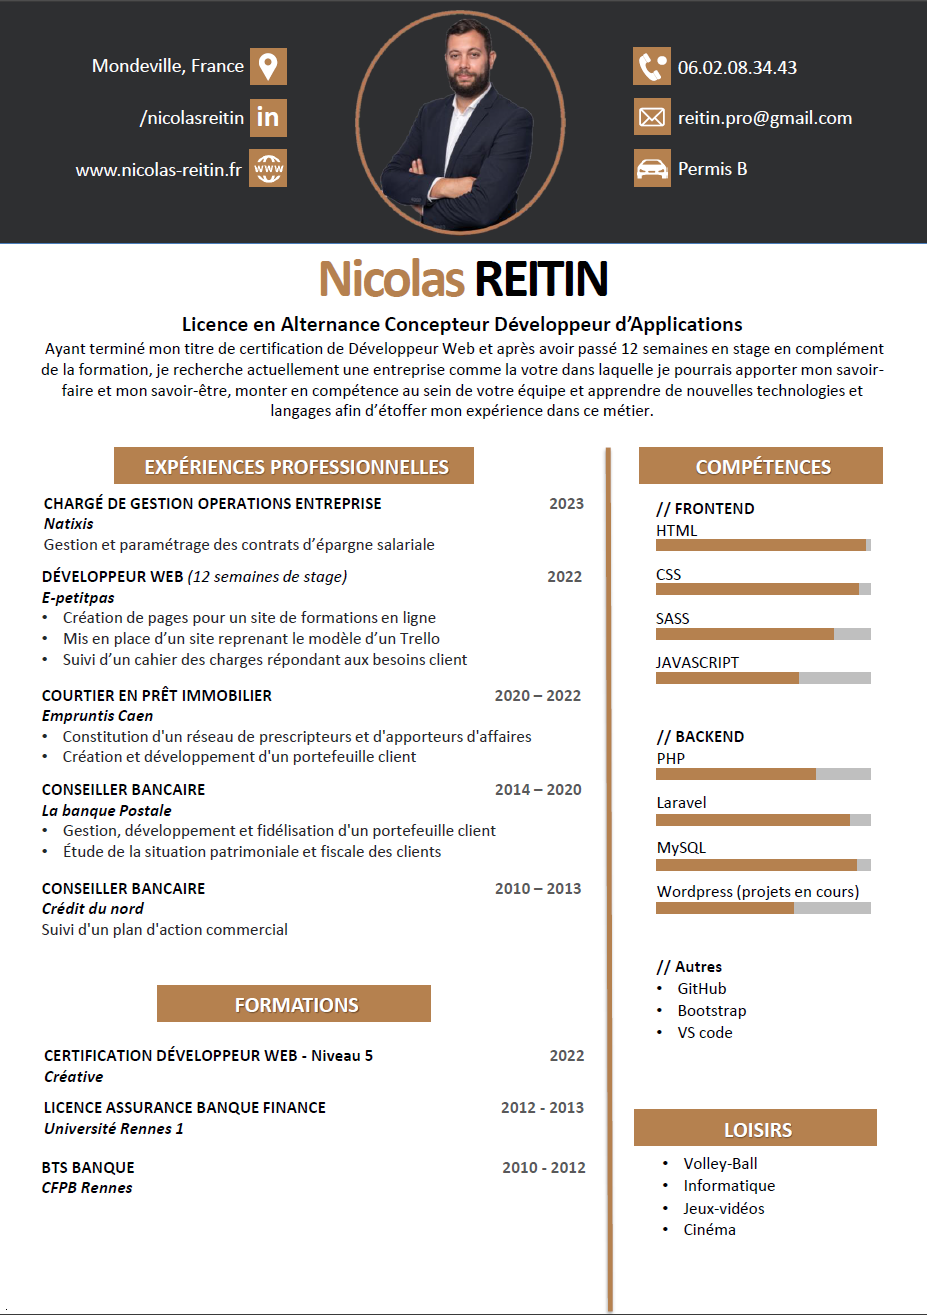 Mondeville, France
/nicolasreitin
in
www.nicolas-reitin.fr
WWW
06.02.08.34.43
reitin.pro@gmail.com
Permis B
Nicolas REITIN
Licence en Alternance Concepteur Développeur d’Applications
Ayant terminé mon titre de certification de Développeur Web et après avoir passé 12 semaines en stage en complément
de la formation, je recherche actuellement une entreprise comme la votre dans laquelle je pourrais apporter mon savoir-
faire et mon savoir-être, monter en compétence au sein de votre équipe et apprendre de nouvelles technologies et
langages afin d’étoffer mon expérience dans ce métier.
EXPÉRIENCES PROFESSIONNELLES
CHARGÉ DE GESTION OPERATIONS ENTREPRISE 2023
Natixis
Gestion et paramétrage des contrats d’épargne salariale
DÉVELOPPEUR WEB (12 semaines de stage) 2022
E-petitpas
• Création de pages pour un site de formations en ligne
• Mis en place d’un site reprenant le modèle d’un Trello
• Suivi d’un cahier des charges répondant aux besoins client
COURTIER EN PRÊT IMMOBILIER 2020 – 2022
Empruntis Caen
• Constitution d'un réseau de prescripteurs et d'apporteurs d'affaires
• Création et développement d'un portefeuille client
CONSEILLER BANCAIRE 2014 – 2020
La banque Postale
• Gestion, développement et fidélisation d'un portefeuille client
• Étude de la situation patrimoniale et fiscale des clients
CONSEILLER BANCAIRE 2010 – 2013
Crédit du nord
Suivi d'un plan d'action commercial
FORMATIONS
CERTIFICATION DÉVELOPPEUR WEB - Niveau 5 2022
Créative
LICENCE ASSURANCE BANQUE FINANCE 2012 - 2013
Université Rennes 1
BTS BANQUE 2010 - 2012
CFPB Rennes
COMPÉTENCES
// FRONTEND
HTML
CSS
SASS
JAVASCRIPT
// BACKEND
PHP
Laravel
MySQL
Wordpress (projets en cours)
// Autres
• GitHub
• Bootstrap
• VS code
LOISIRS
• Volley-Ball
• Informatique
• Jeux-vidéos
• Cinéma